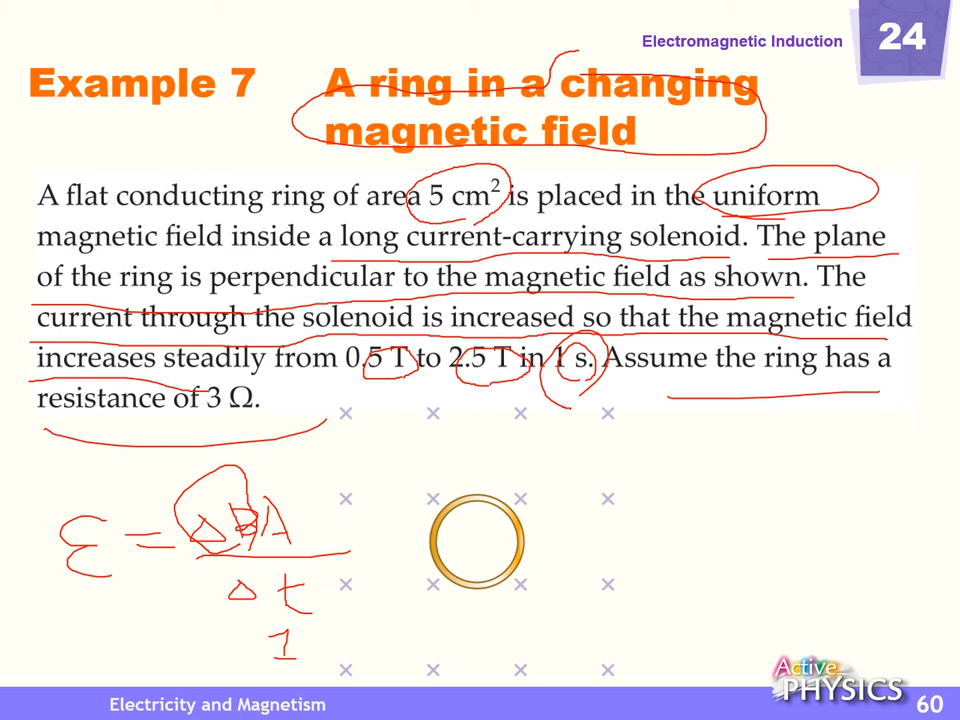 Electromagnetic Induction 24
Example 7 A ring in a changing
magnetic field
A flat conducting ring of area 5 cm² is placed in the uniform
magnetic field inside a long current-carrying solenoid. The plane
of the ring is perpendicular to the magnetic field as shown. The
current through the solenoid is increased so that the magnetic field
increases steadily from 0.5 T to 2.5 T in 1 s. Assume the ring has a
resistance of 3 Ω.
ε = ΔBA
Δt
1
Active
PHYSICS
Electricity and Magnetism 60